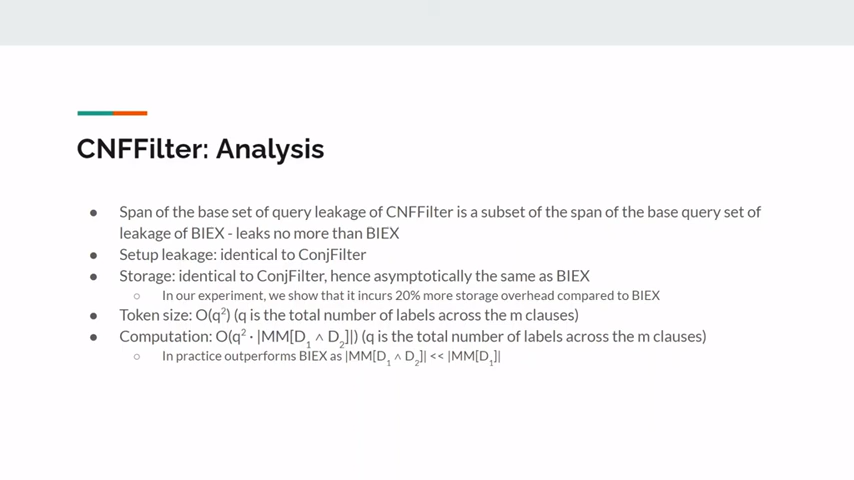 CNFFilter: Analysis
● Span of the base set of query leakage of CNFFilter is a subset of the span of the base query set of
leakage of BIEX - leaks no more than BIEX
● Setup leakage: identical to ConjFilter
● Storage: identical to ConjFilter, hence asymptotically the same as BIEX
○ In our experiment, we show that it incurs 20% more storage overhead compared to BIEX
● Token size: O(q²) (q is the total number of labels across the m clauses)
● Computation: O(q² · |MM[D₁ ∧ D₂]|) (q is the total number of labels across the m clauses)
○ In practice outperforms BIEX as |MM[D₁ ∧ D₂]| << |MM[D₁]|